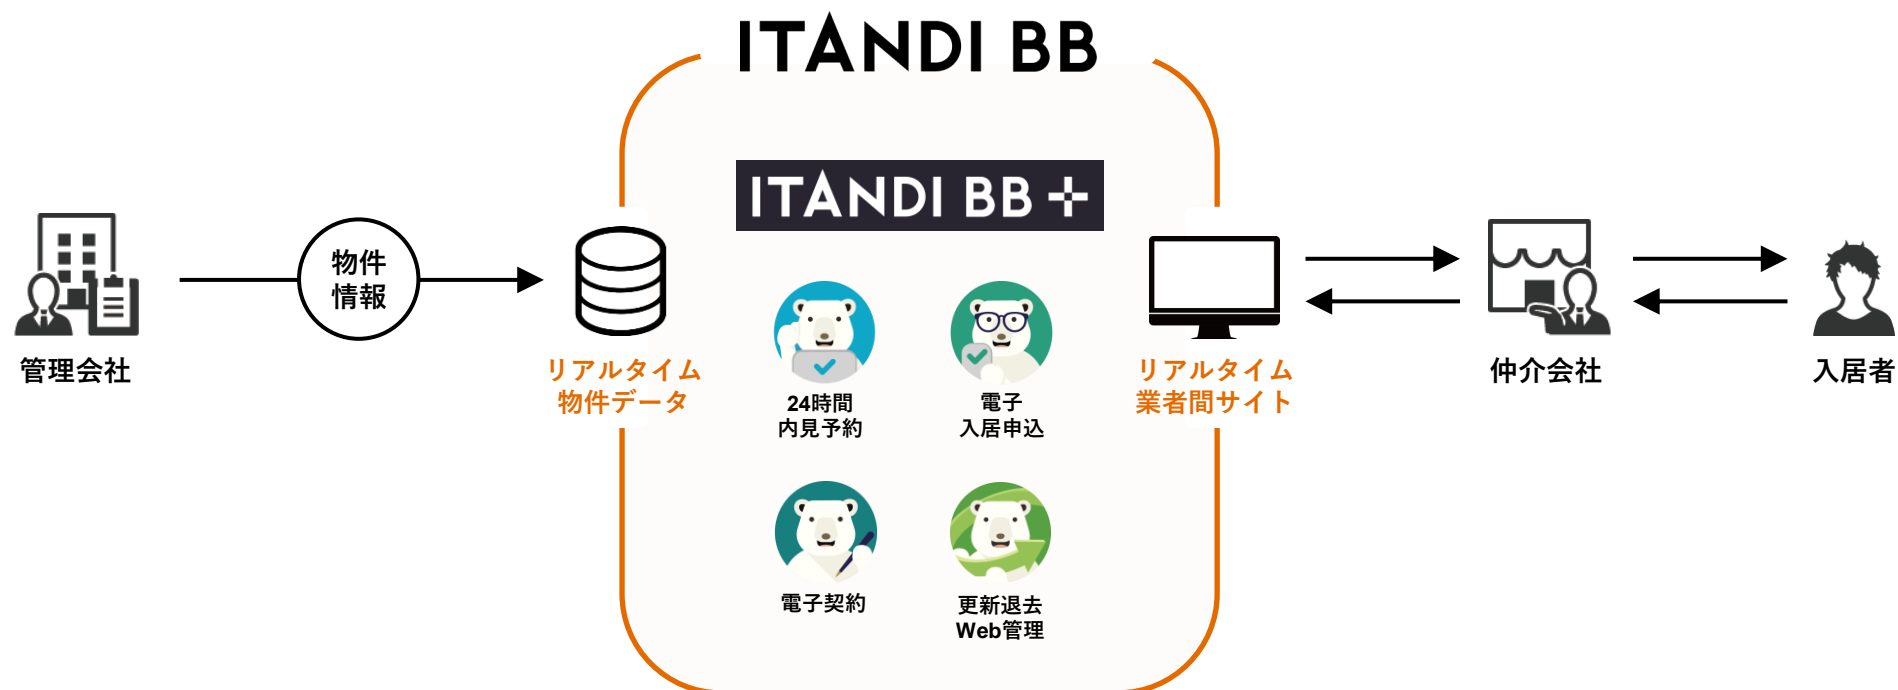 ITANDI BB
ITANDI BB
物件
情報
管理会社
リアルタイム
物件データ
24時間
内見予約
電子
入居申込
電子契約
更新退去
Web管理
リアルタイム
業者間サイト
仲介会社
入居者